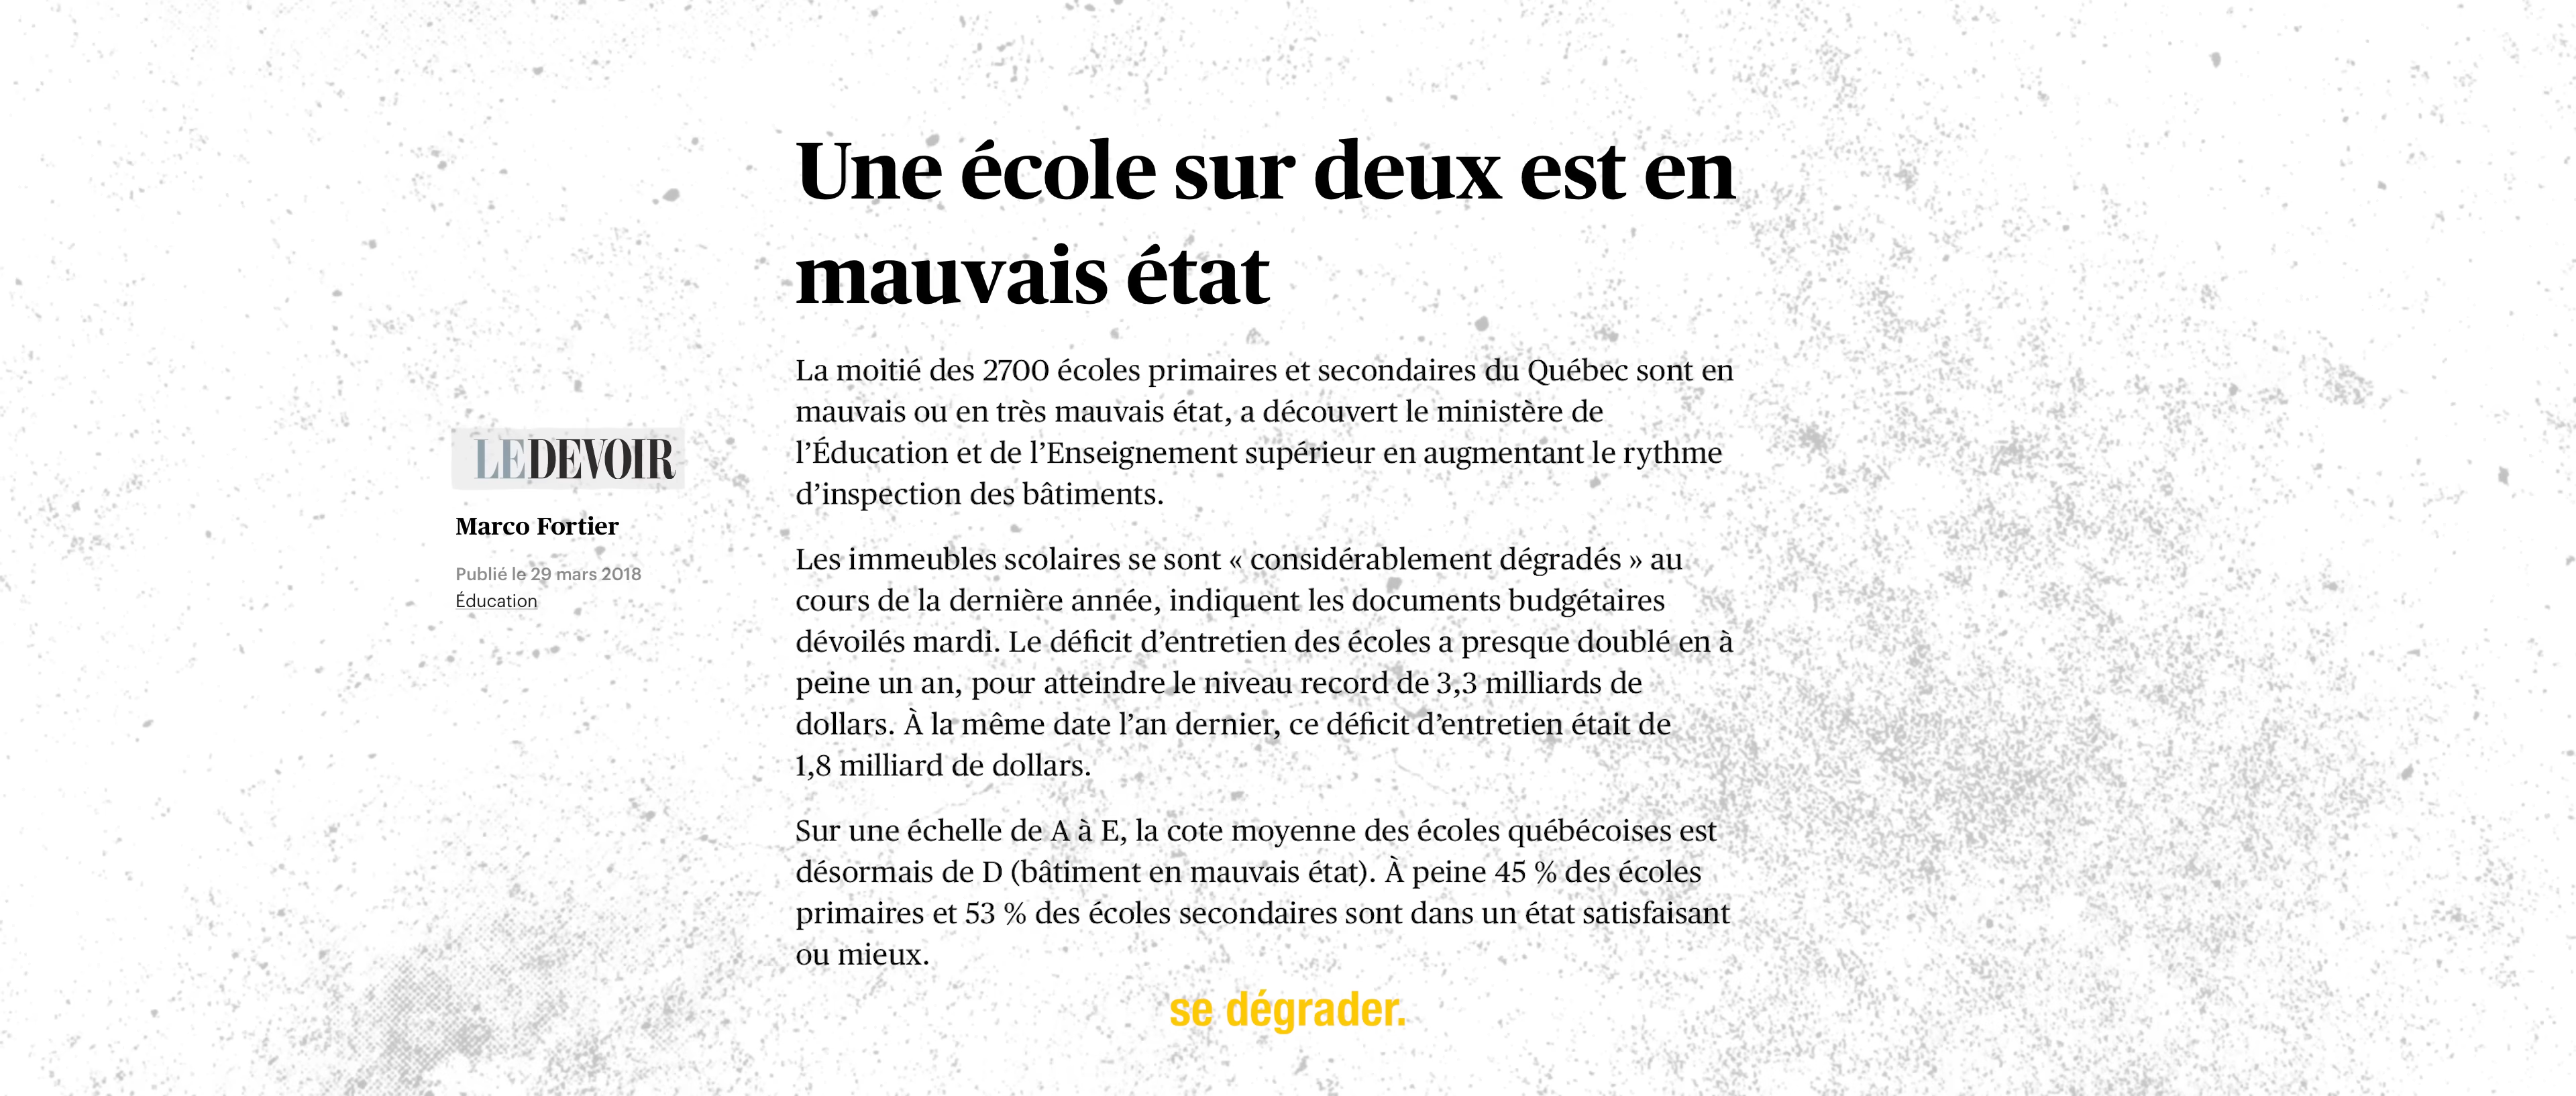 Une école sur deux est en
mauvais état
La moitié des 2700 écoles primaires et secondaires du Québec sont en
mauvais ou en très mauvais état, a découvert le ministère de
l’Éducation et de l’Enseignement supérieur en augmentant le rythme
d’inspection des bâtiments.
LE DEVOIR
Marco Fortier
Publié le 29 mars 2018
Éducation
Les immeubles scolaires se sont « considérablement dégradés » au
cours de la dernière année, indiquent les documents budgétaires
dévoilés mardi. Le déficit d’entretien des écoles a presque doublé en à
peine un an, pour atteindre le niveau record de 3,3 milliards de
dollars. À la même date l’an dernier, ce déficit d’entretien était de
1,8 milliard de dollars.
Sur une échelle de A à E, la cote moyenne des écoles québécoises est
désormais de D (bâtiment en mauvais état). À peine 45 % des écoles
primaires et 53 % des écoles secondaires sont dans un état satisfaisant
ou mieux.
se dégrader.